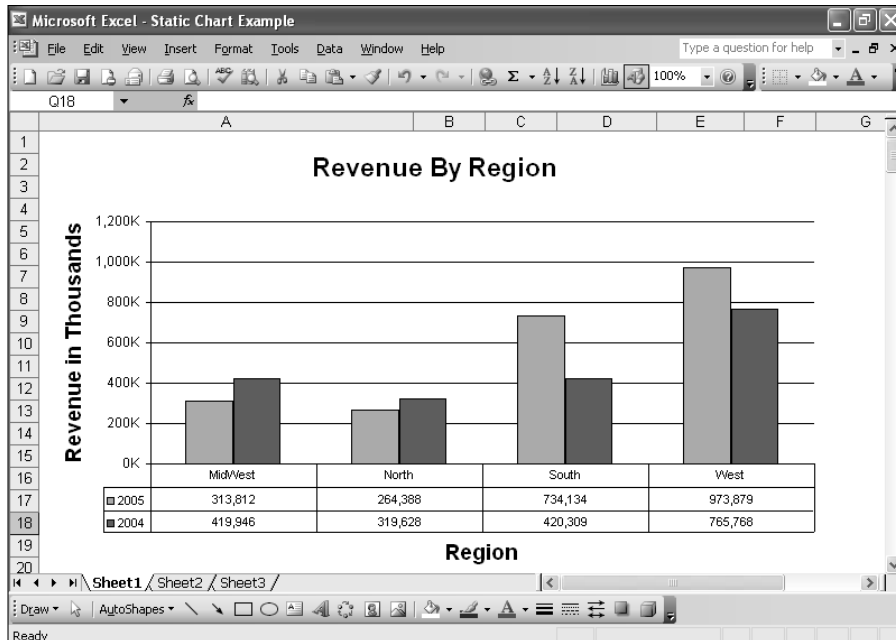 Microsoft Excel - Static Chart Example
File Edit View Insert Format Tools Data Window Help Type a question for help
100%
Q18 fx
A B C D E F G
1
2
3
4
5
6
7
8
9
10
11
12
13
14
15
16
17
18
19
20
Revenue By Region
Revenue in Thousands
1,200K
1,000K
800K
600K
400K
200K
0K
MidWest North South West
2005 313,812 264,388 734,134 973,879
2004 419,946 319,628 420,309 765,768
Region
Sheet1 / Sheet2 / Sheet3 /
Draw AutoShapes
Ready